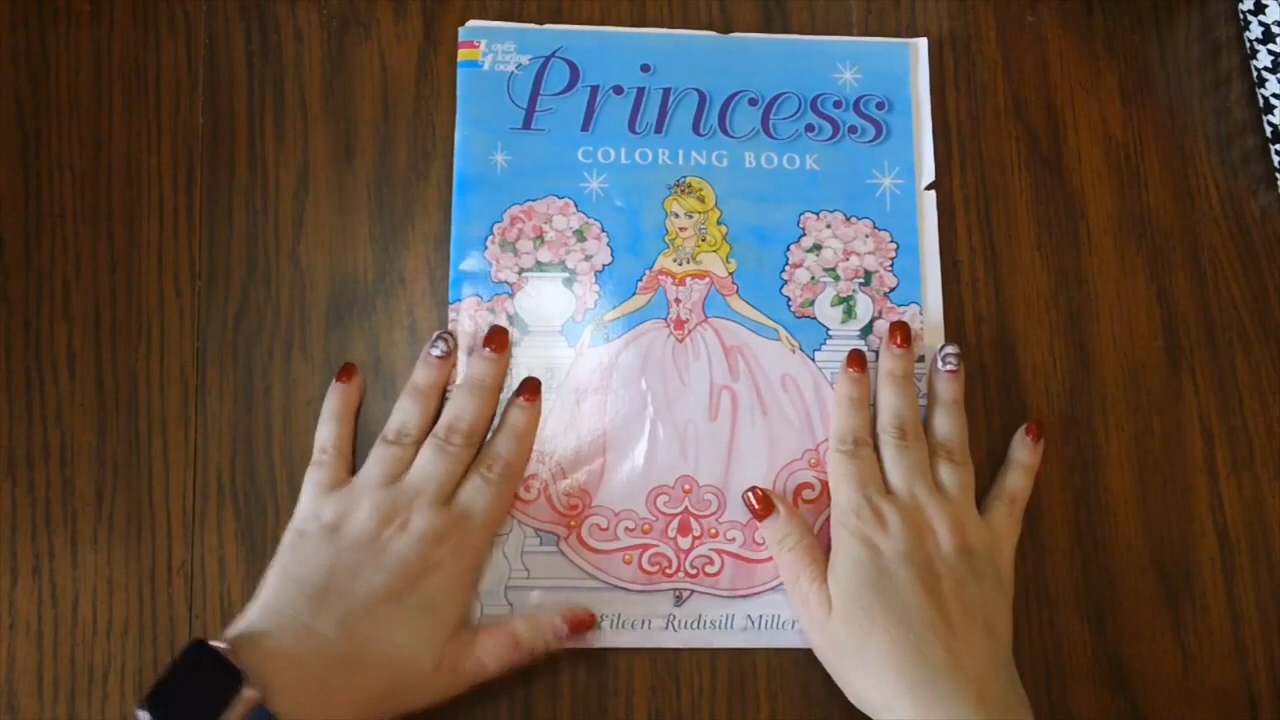 Dover
Coloring
Book
Princess
COLORING BOOK
Eileen Rudisill Miller